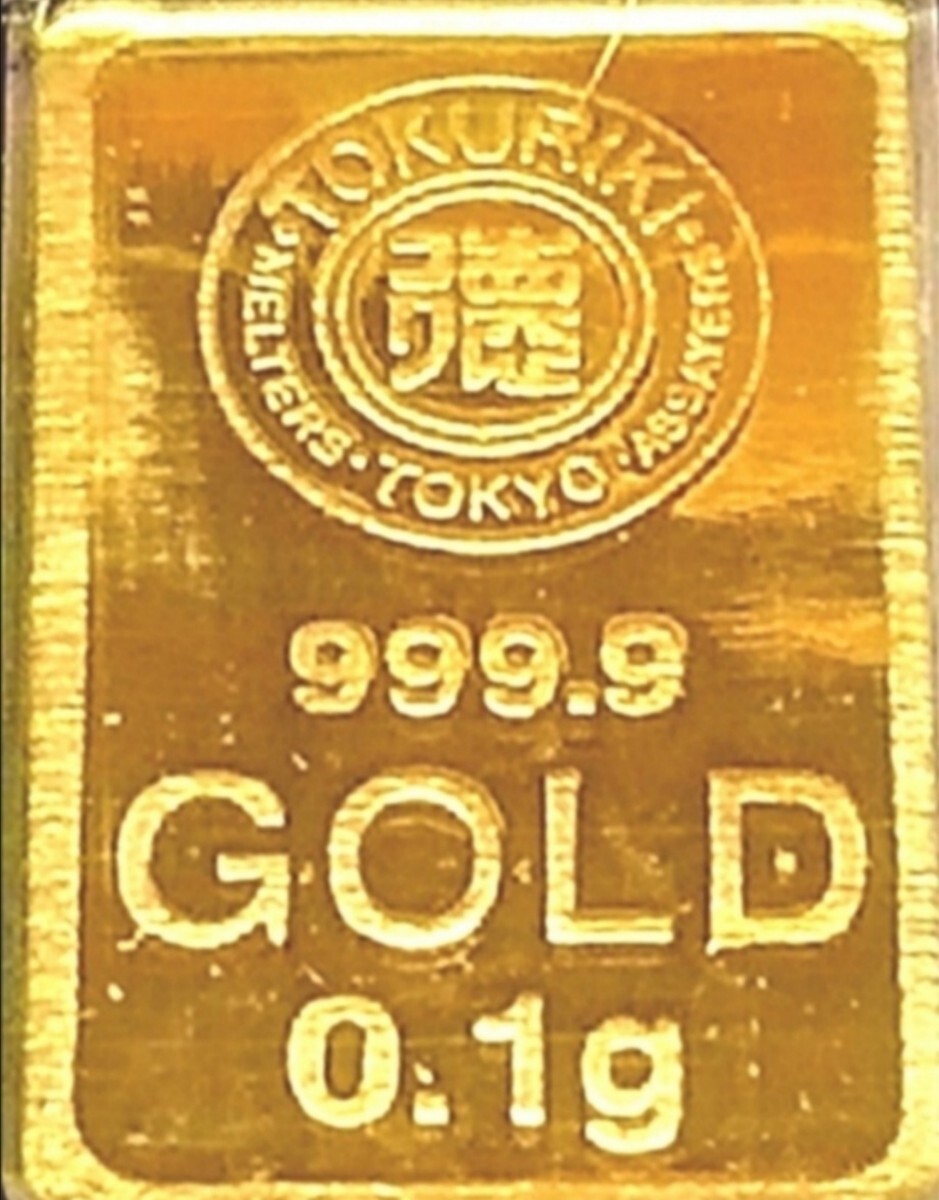 ·TOKURIKI·
MELTERS·TOKYO·ASSAYERS
徳
999.9
GOLD
0.1g